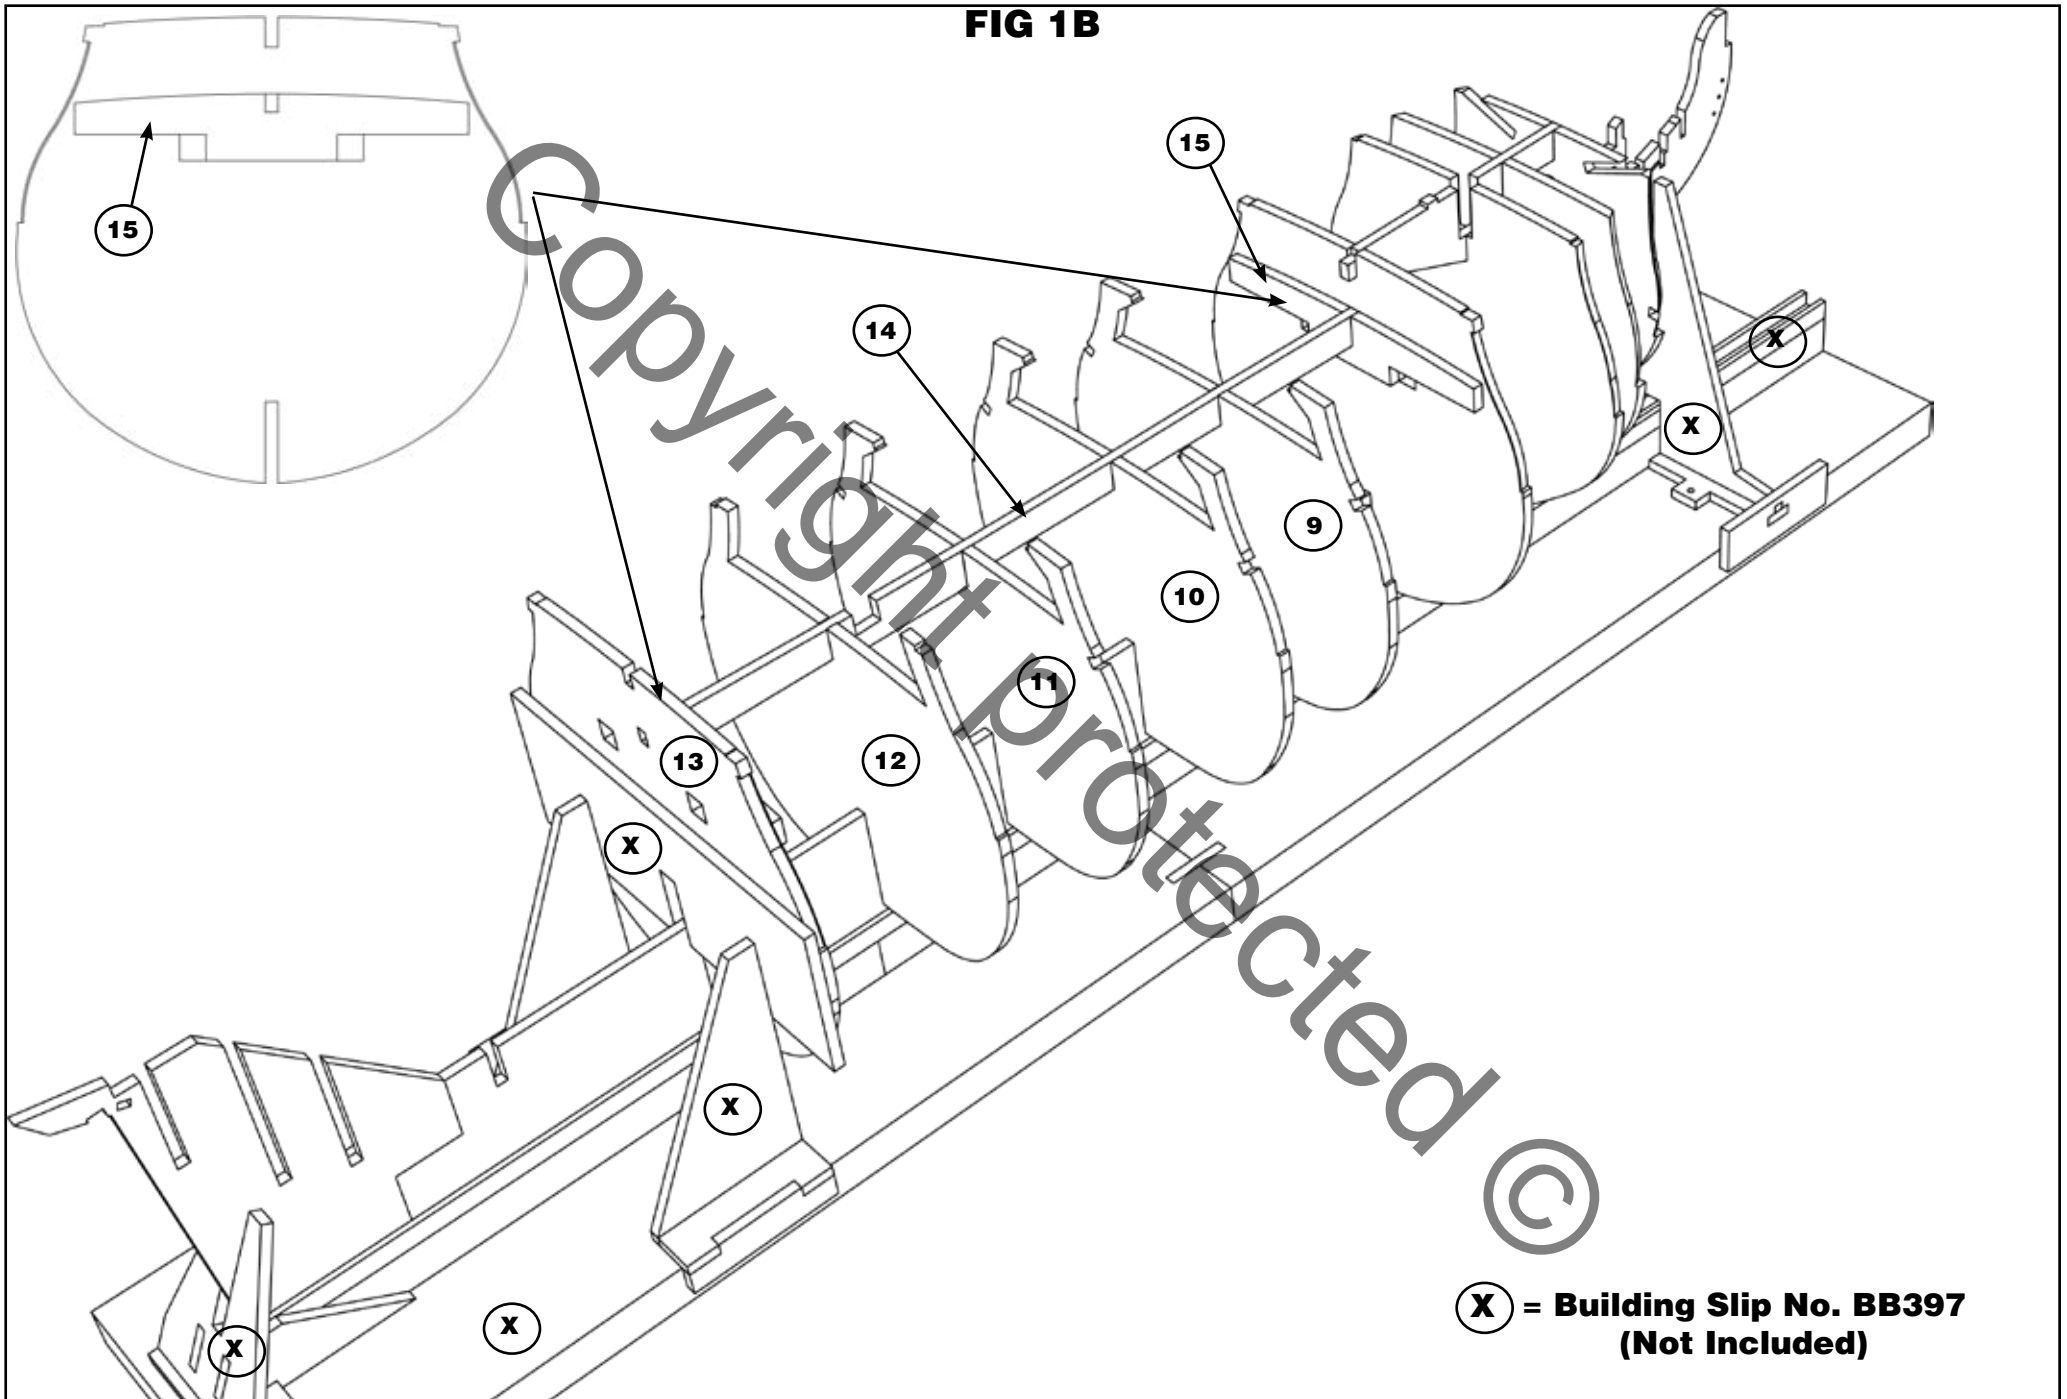 FIG 1B
15
15
14
9
10
11
12
13
X
X
X
X
X
X
X = Building Slip No. BB397
(Not Included)
Copyright protected ©